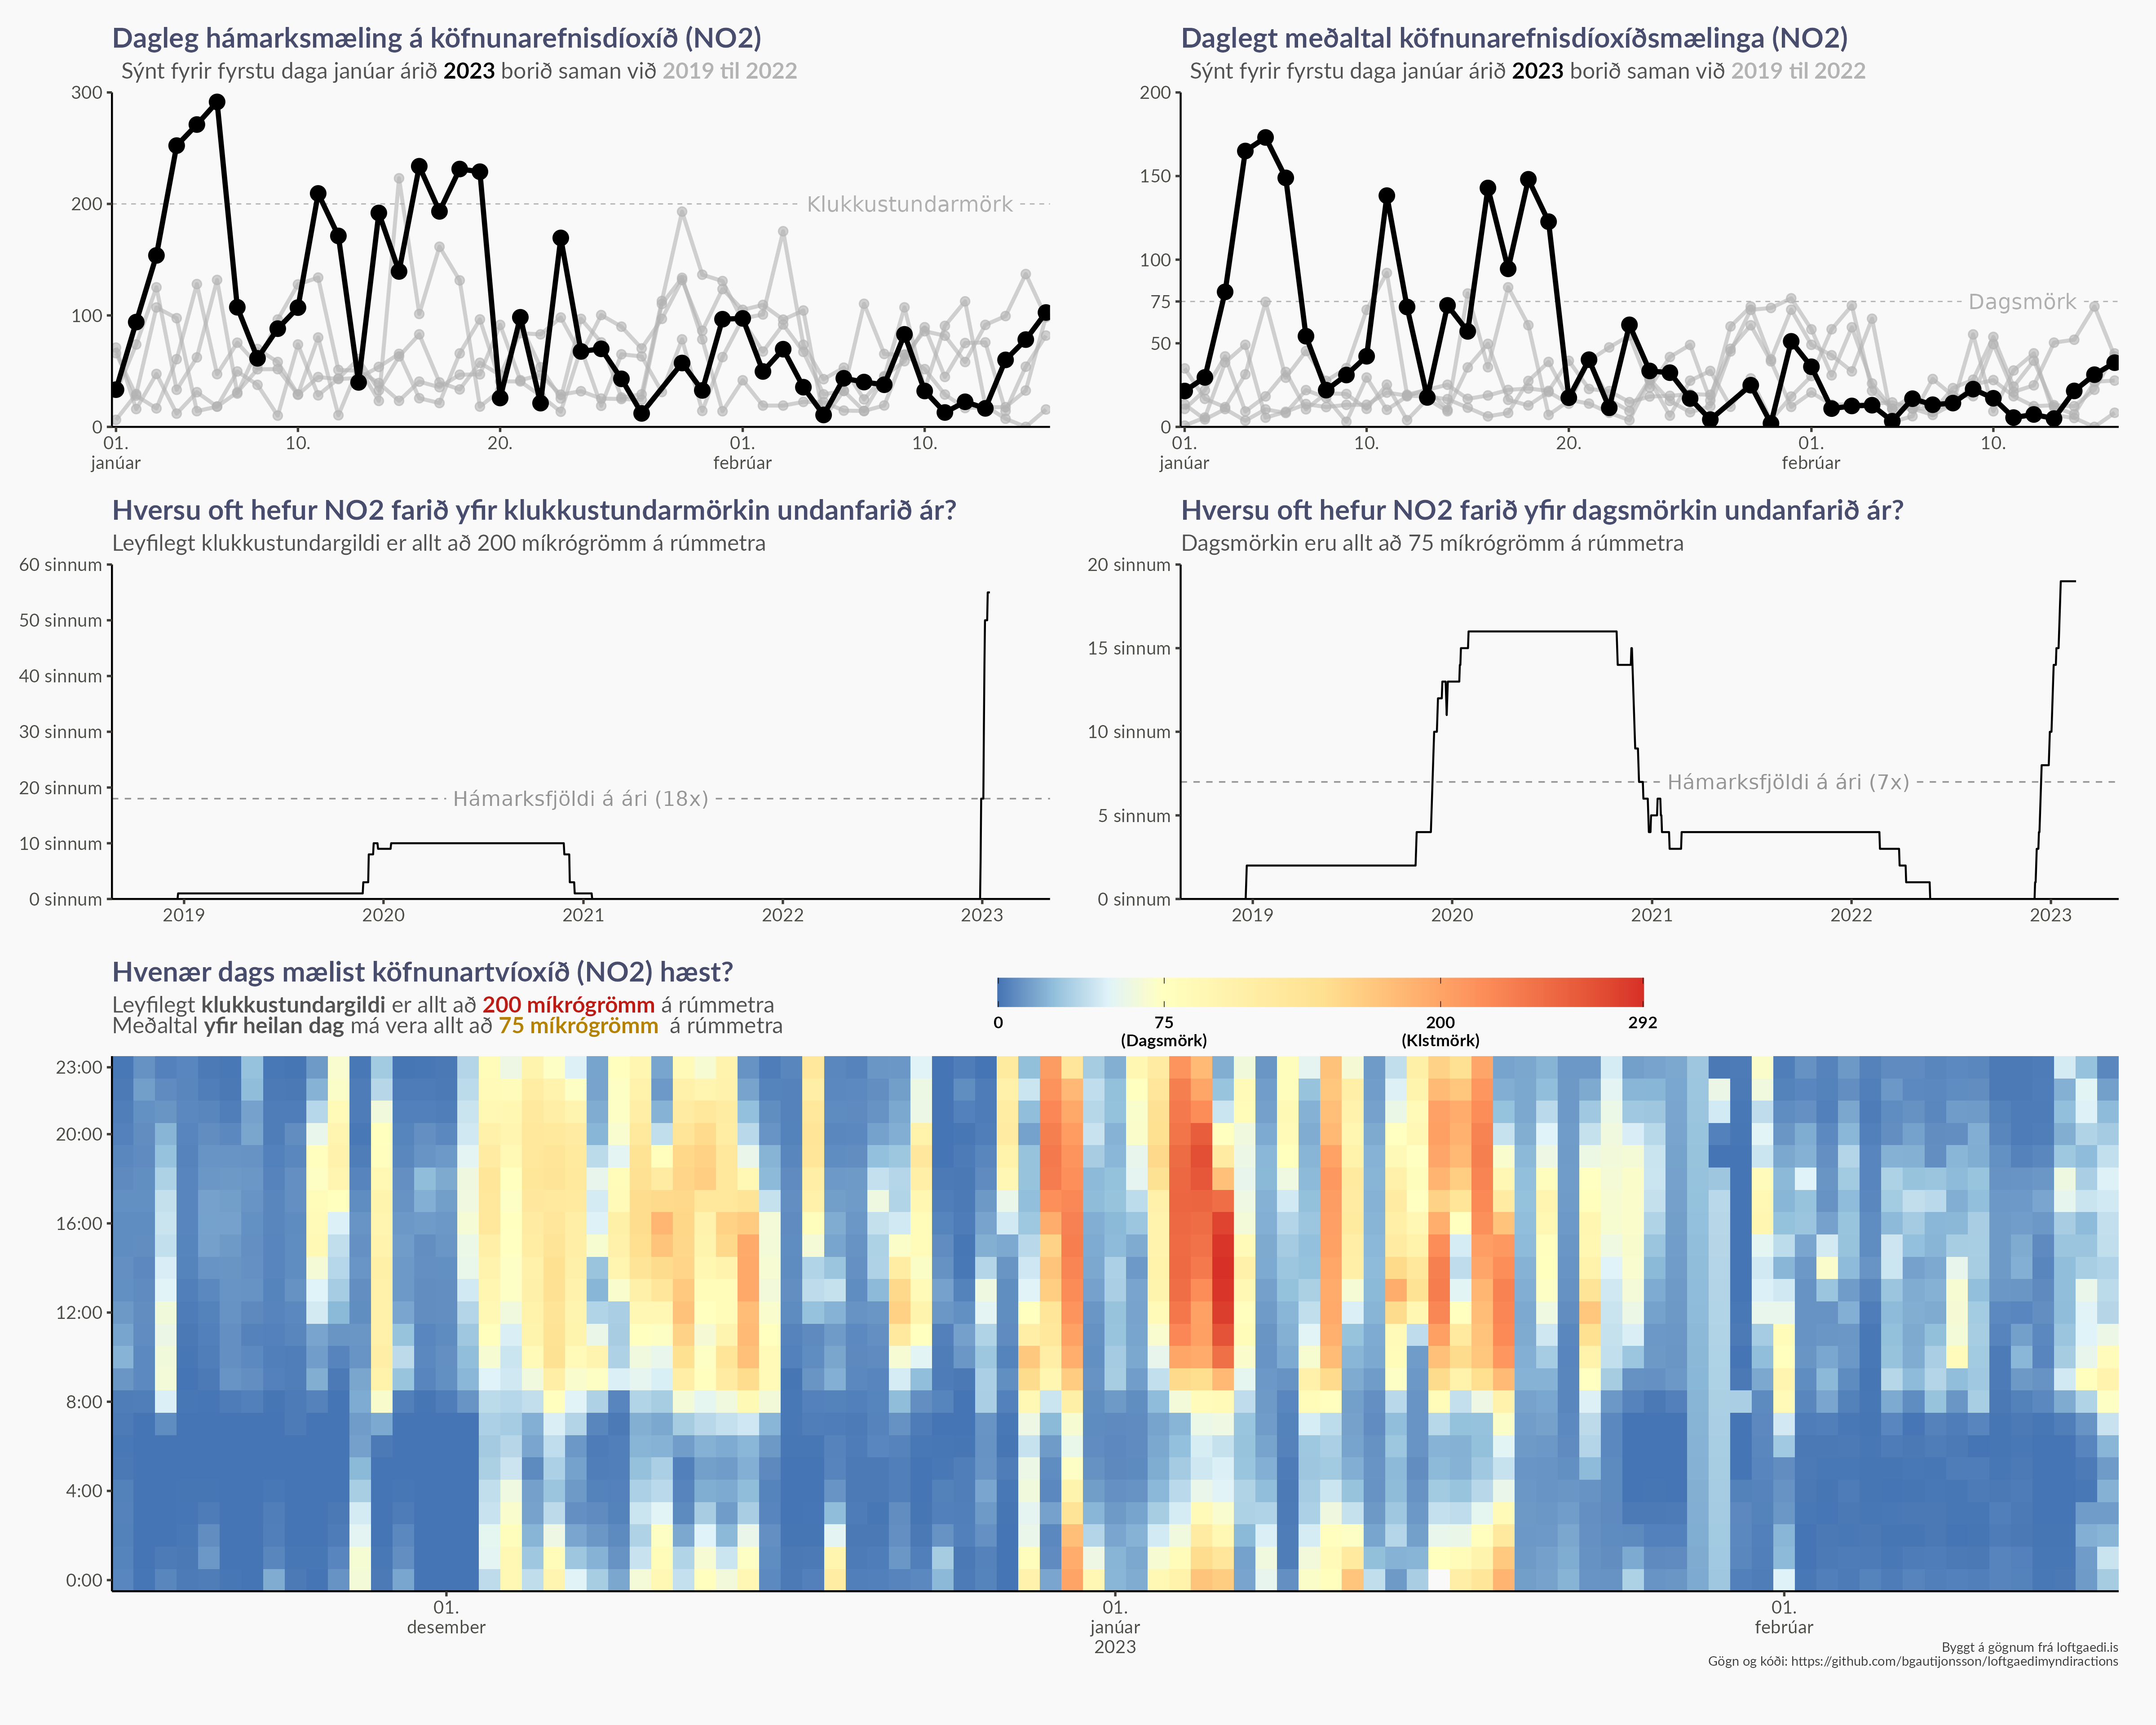 Dagleg hámarksmæling á köfnunarefnisdíoxíð (NO2)
Sýnt fyrir fyrstu daga janúar árið 2023 borið saman við 2019 til 2022
300
200
100
0
Klukkustundarmörk
01.
janúar
10.
20.
01.
febrúar
10.
Daglegt meðaltal köfnunarefnisdíoxíðsmælinga (NO2)
Sýnt fyrir fyrstu daga janúar árið 2023 borið saman við 2019 til 2022
200
150
100
75
50
0
Dagsmörk
01.
janúar
10.
20.
01.
febrúar
10.
Hversu oft hefur NO2 farið yfir klukkustundarmörkin undanfarið ár?
Leyfilegt klukkustundargildi er allt að 200 míkrógrömm á rúmmetra
60 sinnum
50 sinnum
40 sinnum
30 sinnum
20 sinnum
10 sinnum
0 sinnum
Hámarksfjöldi á ári (18x)
2019
2020
2021
2022
2023
Hversu oft hefur NO2 farið yfir dagsmörkin undanfarið ár?
Dagsmörkin eru allt að 75 míkrógrömm á rúmmetra
20 sinnum
15 sinnum
10 sinnum
5 sinnum
0 sinnum
Hámarksfjöldi á ári (7x)
2019
2020
2021
2022
2023
Hvenær dags mælist köfnunartvíoxíð (NO2) hæst?
Leyfilegt klukkustundargildi er allt að 200 míkrógrömm á rúmmetra
Meðaltal yfir heilan dag má vera allt að 75 míkrógrömm á rúmmetra
0
75
(Dagsmörk)
200
(Klstmörk)
292
23:00
20:00
16:00
12:00
8:00
4:00
0:00
01.
desember
01.
janúar
2023
01.
febrúar
Byggt á gögnum frá loftgaedi.is
Gögn og kóði: https://github.com/bgautijonsson/loftgaedimyndiractions